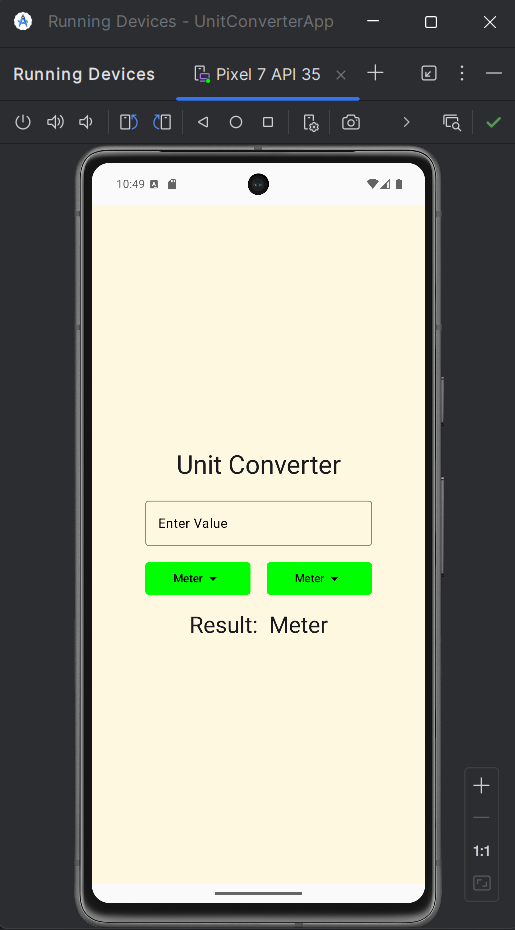 Running Devices - UnitConverterApp
Running Devices Pixel 7 API 35
10:49
Unit Converter
Enter Value
Meter Meter
Result: Meter
1:1